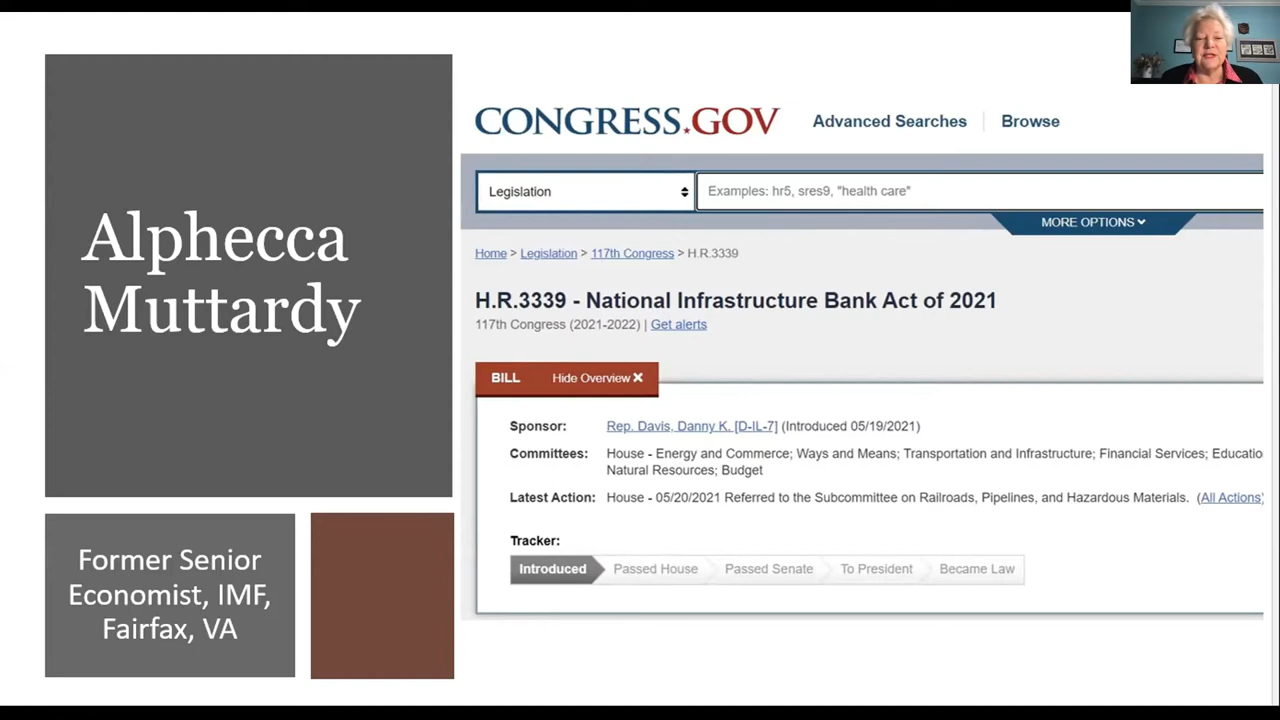 Alphecca
Muttardy
Former Senior
Economist, IMF,
Fairfax, VA
CONGRESS.GOV
Advanced Searches
Browse
Legislation
Examples: hr5, sres9, "health care"
MORE OPTIONS
Home > Legislation > 117th Congress > H.R.3339
H.R.3339 - National Infrastructure Bank Act of 2021
117th Congress (2021-2022) | Get alerts
BILL Hide Overview ×
Sponsor: Rep. Davis, Danny K. [D-IL-7] (Introduced 05/19/2021)
Committees: House - Energy and Commerce; Ways and Means; Transportation and Infrastructure; Financial Services; Educatio
Natural Resources; Budget
Latest Action: House - 05/20/2021 Referred to the Subcommittee on Railroads, Pipelines, and Hazardous Materials. (All Actions)
Tracker:
Introduced Passed House Passed Senate To President Became Law